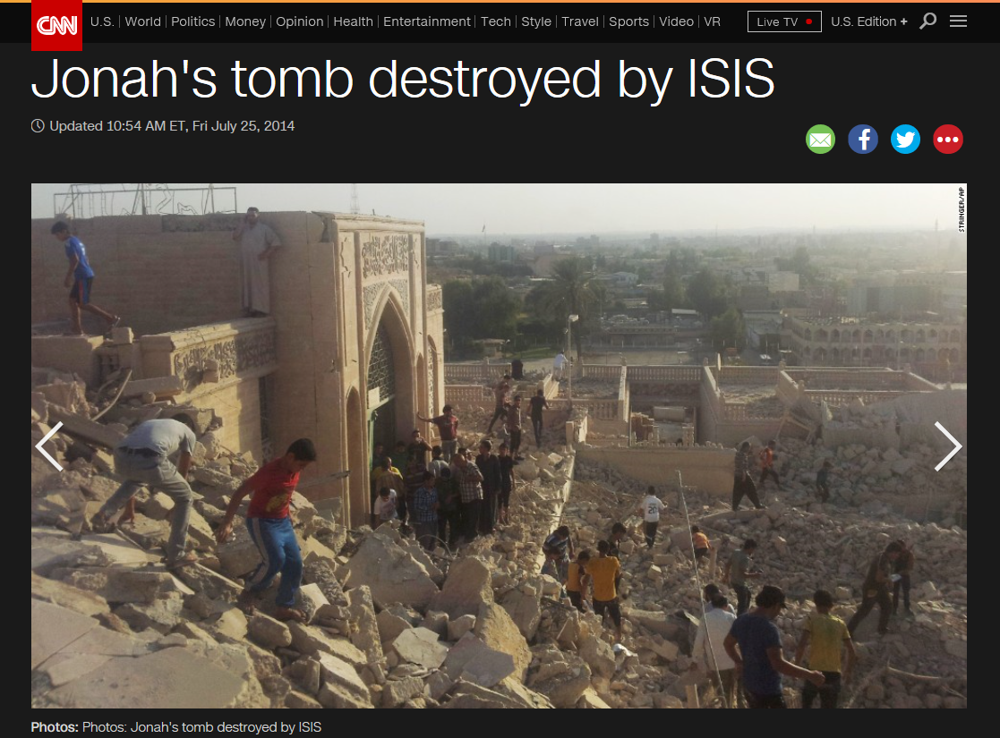 CNN U.S. World Politics Money Opinion Health Entertainment Tech Style Travel Sports Video VR Live TV U.S. Edition +
Jonah's tomb destroyed by ISIS
Updated 10:54 AM ET, Fri July 25, 2014
STRINGER/AP
Photos: Photos: Jonah's tomb destroyed by ISIS